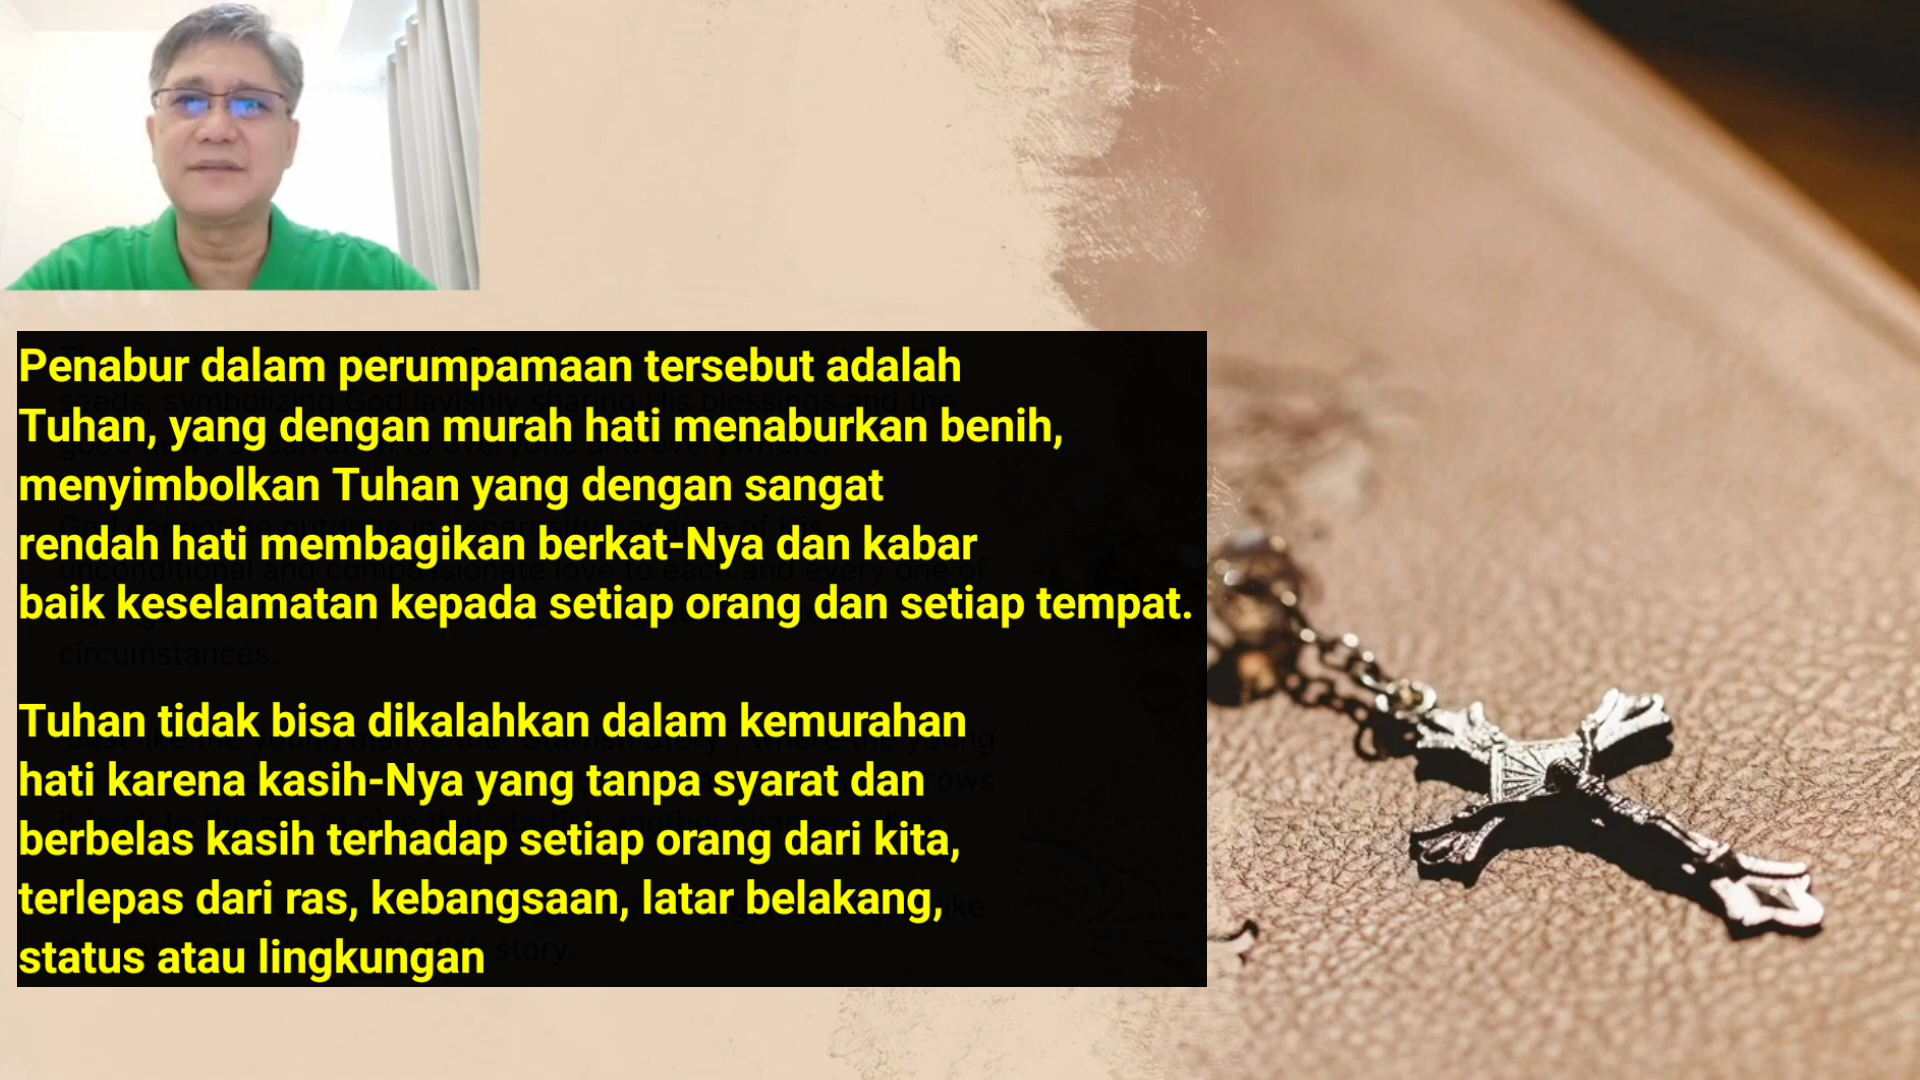 Penabur dalam perumpamaan tersebut adalah
Tuhan, yang dengan murah hati menaburkan benih,
menyimbolkan Tuhan yang dengan sangat
rendah hati membagikan berkat-Nya dan kabar
baik keselamatan kepada setiap orang dan setiap tempat.
circumstances.
Tuhan tidak bisa dikalahkan dalam kemurahan
hati karena kasih-Nya yang tanpa syarat dan
berbelas kasih terhadap setiap orang dari kita,
terlepas dari ras, kebangsaan, latar belakang,
status atau lingkungan
story.